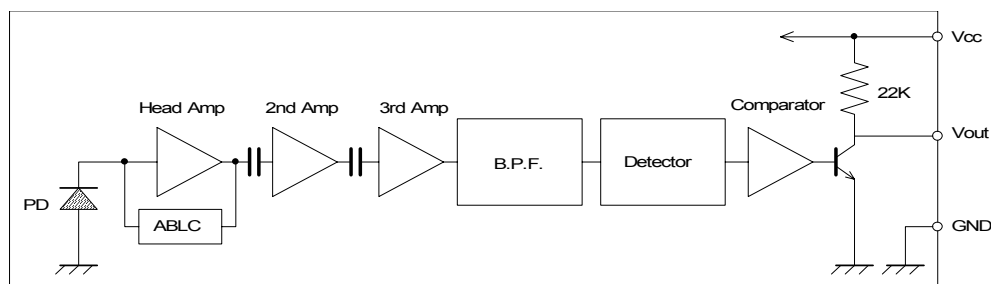 Vcc
22K
Head Amp
2nd Amp
3rd Amp
Comparator
Vout
B.P.F.
Detector
PD
ABLC
GND